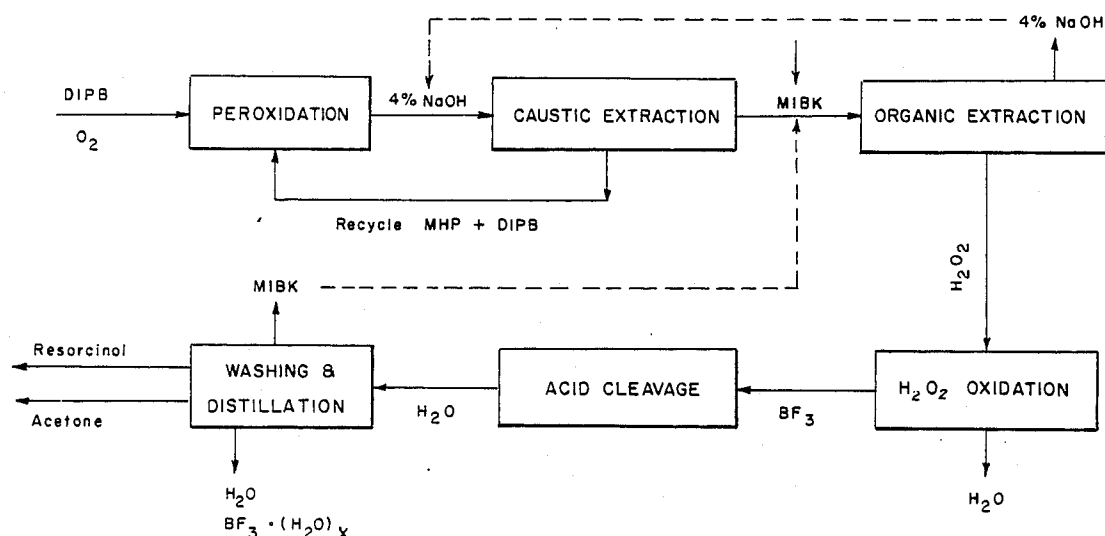 4% NaOH
DIPB
O2
PEROXIDATION
4% NaOH
CAUSTIC EXTRACTION
MIBK
ORGANIC EXTRACTION
Recycle MHP + DIPB
H2O2
MIBK
Resorcinol
Acetone
WASHING &
DISTILLATION
H2O
ACID CLEAVAGE
BF3
H2O2 OXIDATION
H2O
BF3 · (H2O)x
H2O